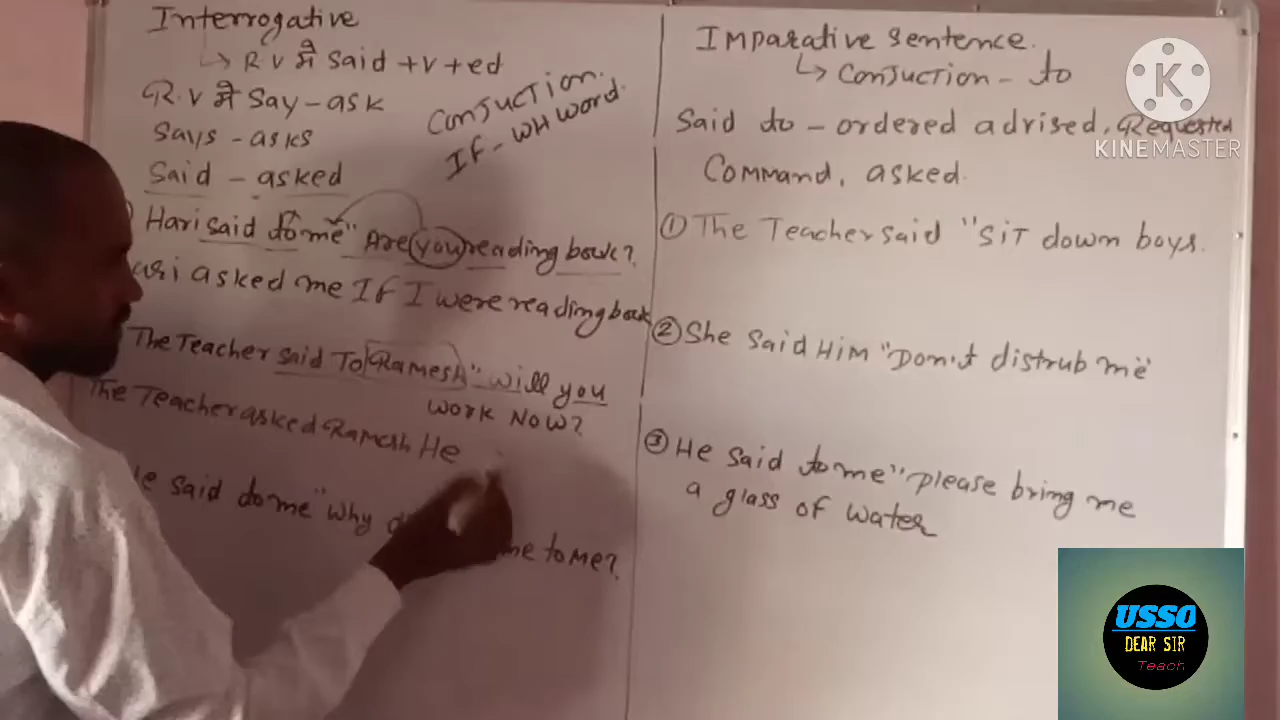 Interrogative
↳ R.V में Said + v + ed
R.V में Say - ask
Says - asks
Said - asked
Conjuction.
If - WH word.
Hari said to me "Are you reading book?
ari asked me If I were reading book
The Teacher said To Ramesh "will you
work Now?
The Teacher asked Ramesh He
e said to me "why me to me?
Imparative sentence.
↳ Conjuction - to
Said to - ordered advised, Requested
Command, asked.
① The Teacher said "SiT down boys.
② She said Him "Don't distrub me"
③ He said to me "please bring me
a glass of water
K
KINEMASTER
USSO
DEAR SIR
Teach